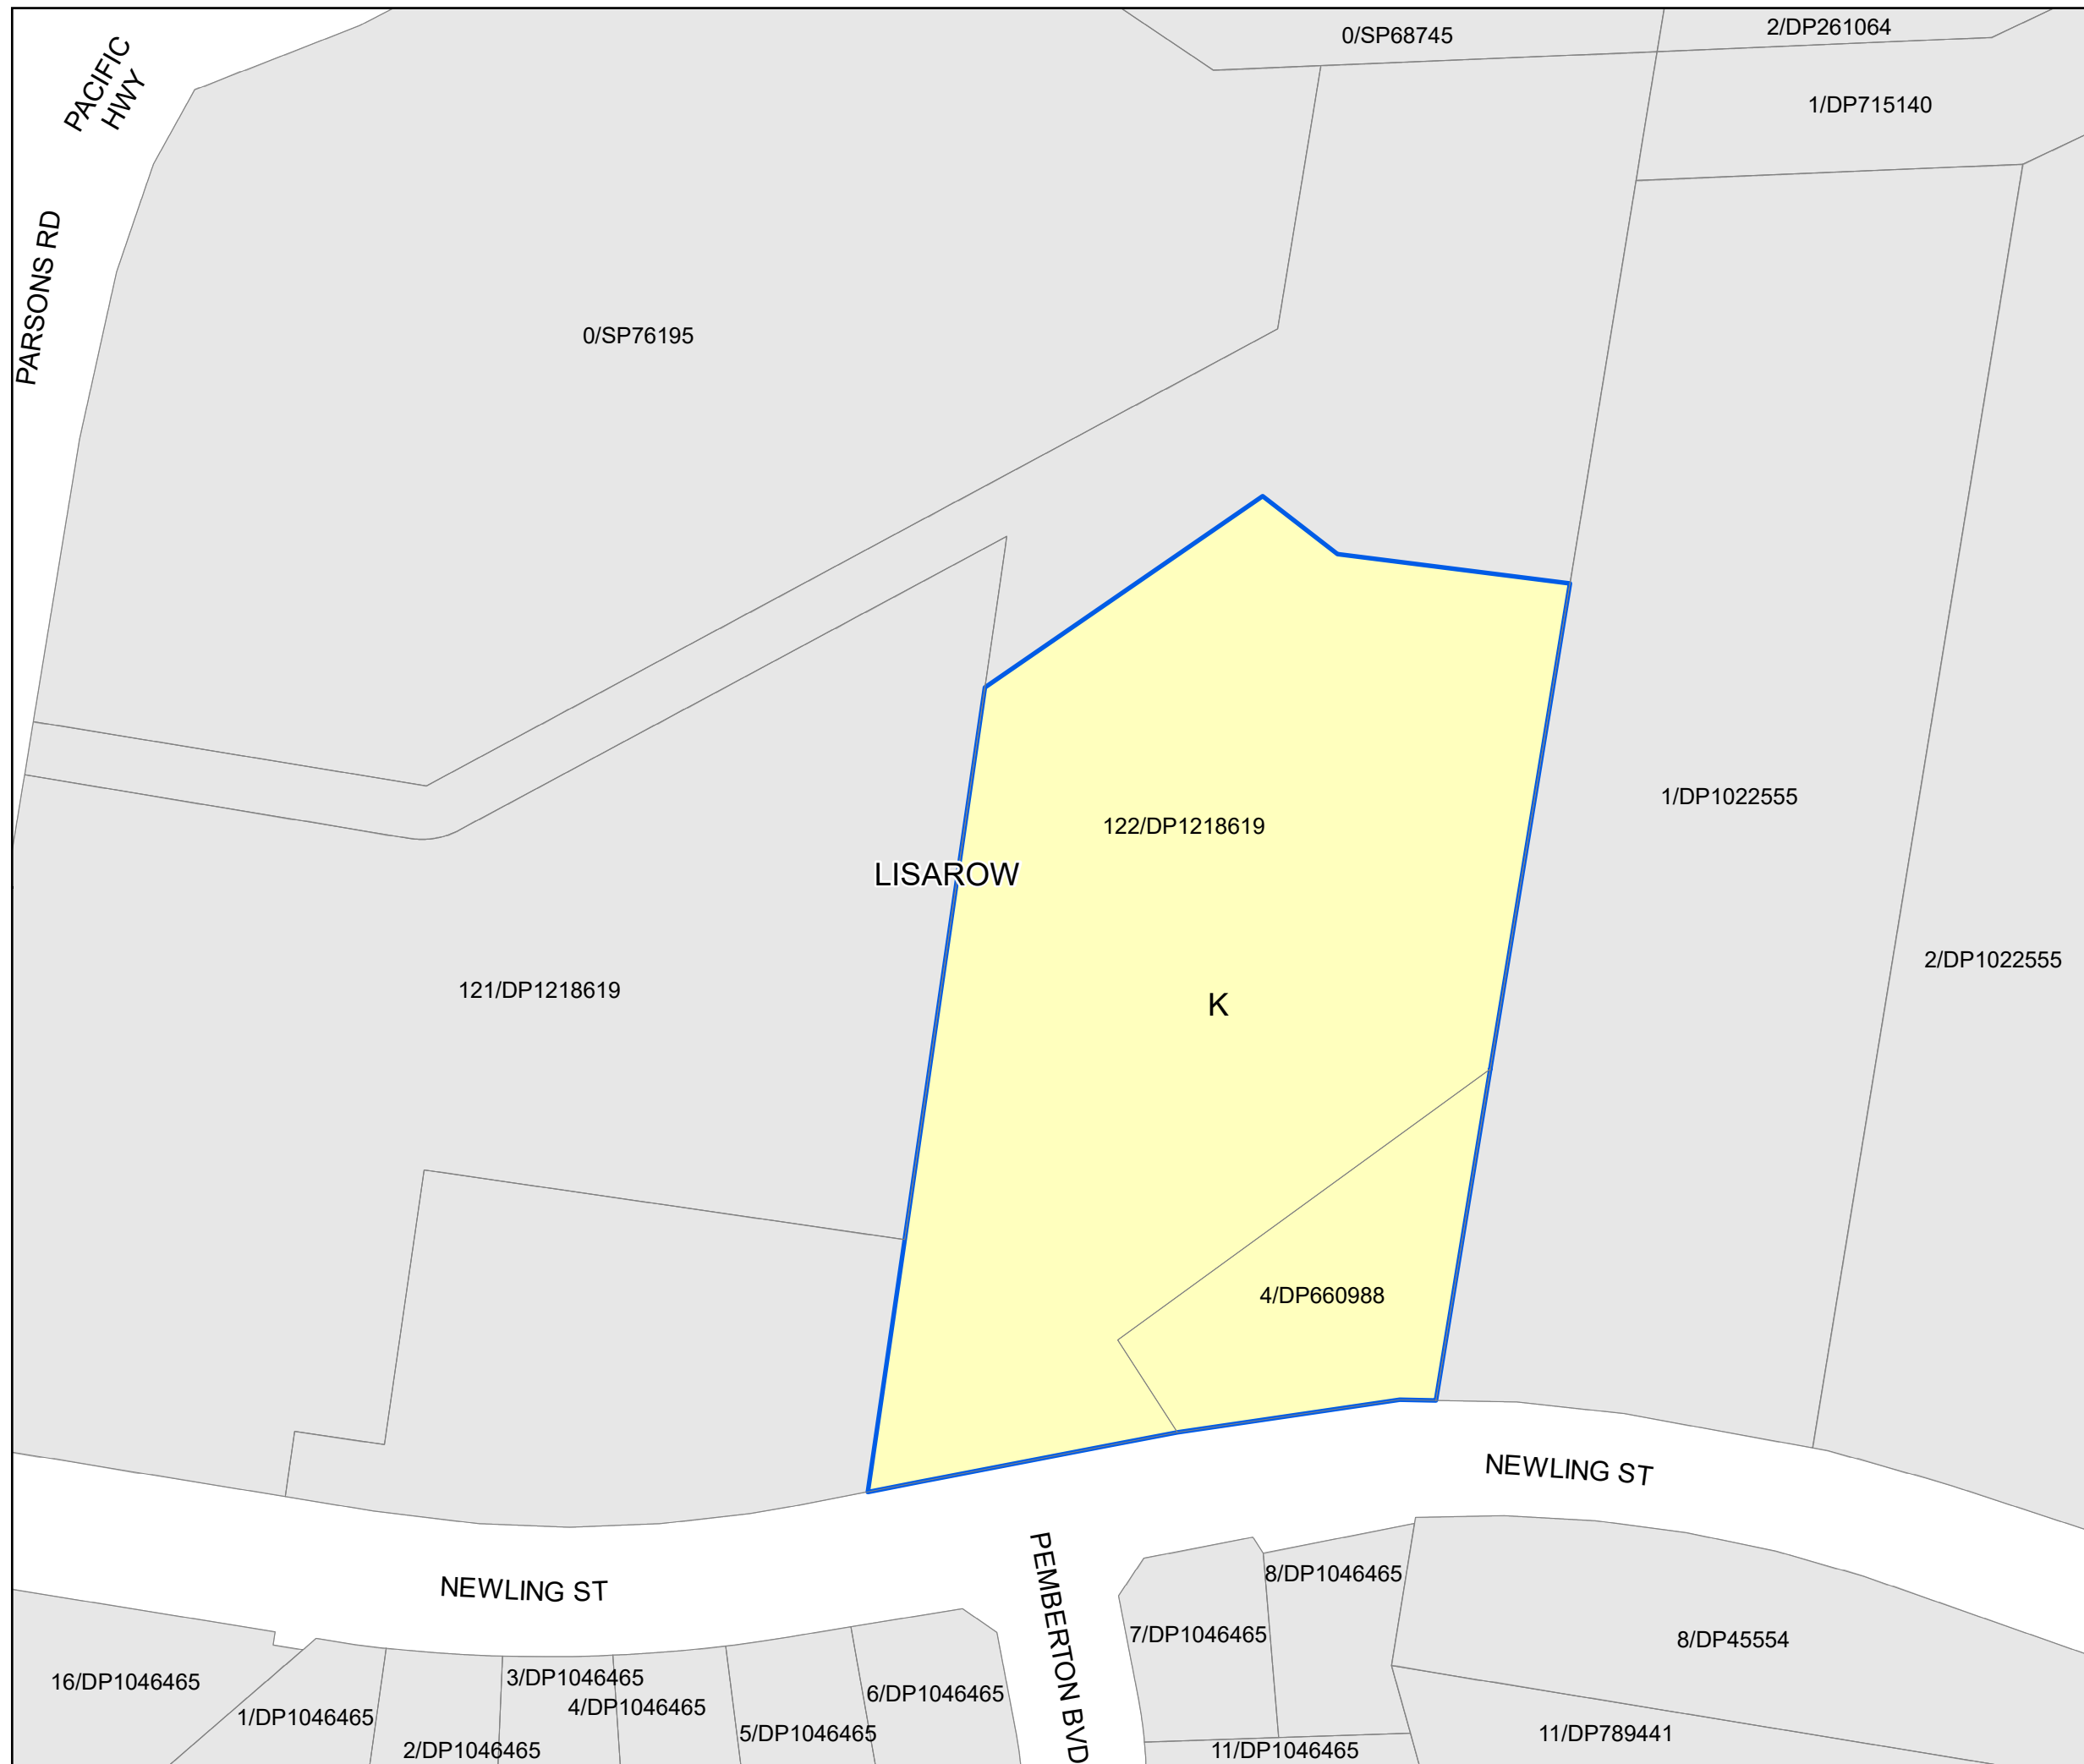 0/SP68745
2/DP261064
PACIFIC
HWY
1/DP715140
PARSONS RD
0/SP76195
1/DP1022555
122/DP1218619
LISAROW
2/DP1022555
121/DP1218619
K
4/DP660988
NEWLING ST
PEMBERTON BVD
8/DP1046465
NEWLING ST
7/DP1046465
8/DP45554
16/DP1046465
3/DP1046465
6/DP1046465
4/DP1046465
1/DP1046465
5/DP1046465
11/DP789441
2/DP1046465
11/DP1046465